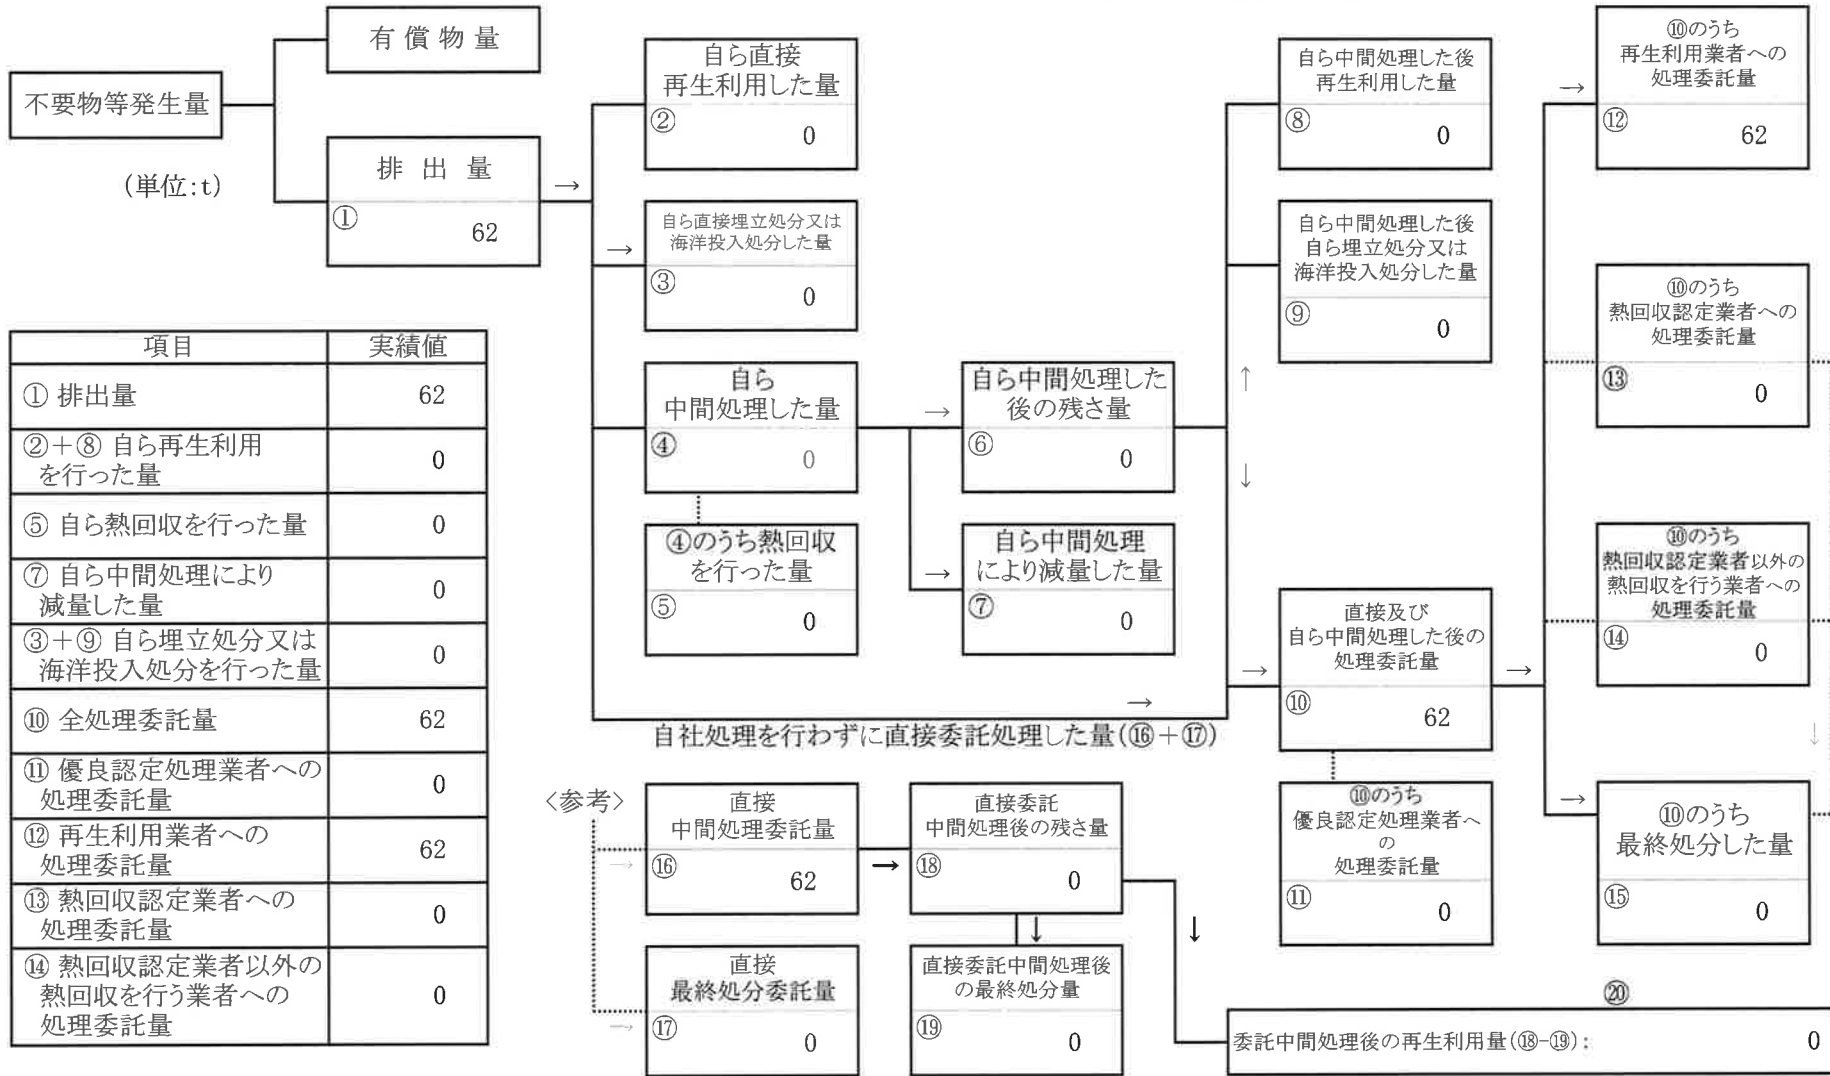 有 償 物 量
不要物等発生量
(単位:t)
排 出 量
① 62
自ら直接
再生利用した量
② 0
自ら直接埋立処分又は
海洋投入処分した量
③ 0
自ら
中間処理した量
④ 0
④のうち熱回収
を行った量
⑤ 0
自ら中間処理した
後の残さ量
⑥ 0
自ら中間処理
により減量した量
⑦ 0
自ら中間処理した後
再生利用した量
⑧ 0
自ら中間処理した後
自ら埋立処分又は
海洋投入処分した量
⑨ 0
直接及び
自ら中間処理した後の
処理委託量
⑩ 62
⑩のうち
優良認定処理業者へ
の
処理委託量
⑪ 0
⑩のうち
再生利用業者への
処理委託量
⑫ 62
⑩のうち
熱回収認定業者への
処理委託量
⑬ 0
⑩のうち
熱回収認定業者以外の
熱回収を行う業者への
処理委託量
⑭ 0
⑩のうち
最終処分した量
⑮ 0
自社処理を行わずに直接委託処理した量(⑯+⑰)
〈参考〉
直接
中間処理委託量
⑯ 62
直接
最終処分委託量
⑰ 0
直接委託
中間処理後の残さ量
⑱ 0
直接委託中間処理後
の最終処分量
⑲ 0
⑳
委託中間処理後の再生利用量(⑱-⑲): 0
項目 実績値
① 排出量 62
②+⑧ 自ら再生利用
を行った量 0
⑤ 自ら熱回収を行った量 0
⑦ 自ら中間処理により
減量した量 0
③+⑨ 自ら埋立処分又は
海洋投入処分を行った量 0
⑩ 全処理委託量 62
⑪ 優良認定処理業者への
処理委託量 0
⑫ 再生利用業者への
処理委託量 62
⑬ 熱回収認定業者への
処理委託量 0
⑭ 熱回収認定業者以外の
熱回収を行う業者への
処理委託量 0